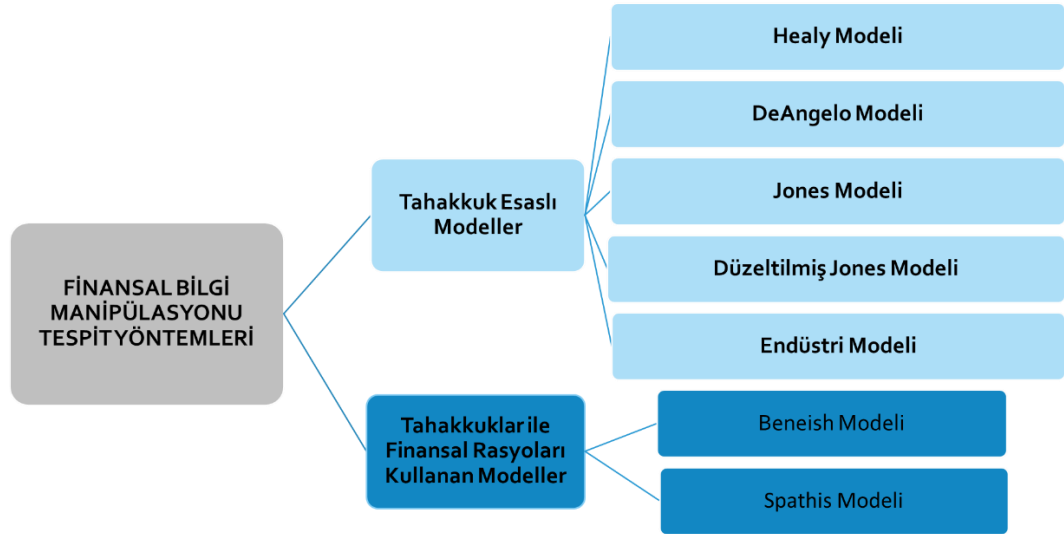 FİNANSAL BİLGİ
MANİPÜLASYONU
TESPİT YÖNTEMLERİ
Tahakkuk Esaslı
Modeller
Healy Modeli
DeAngelo Modeli
Jones Modeli
Düzeltilmiş Jones Modeli
Endüstri Modeli
Tahakkuklar ile
Finansal Rasyoları
Kullanan Modeller
Beneish Modeli
Spathis Modeli